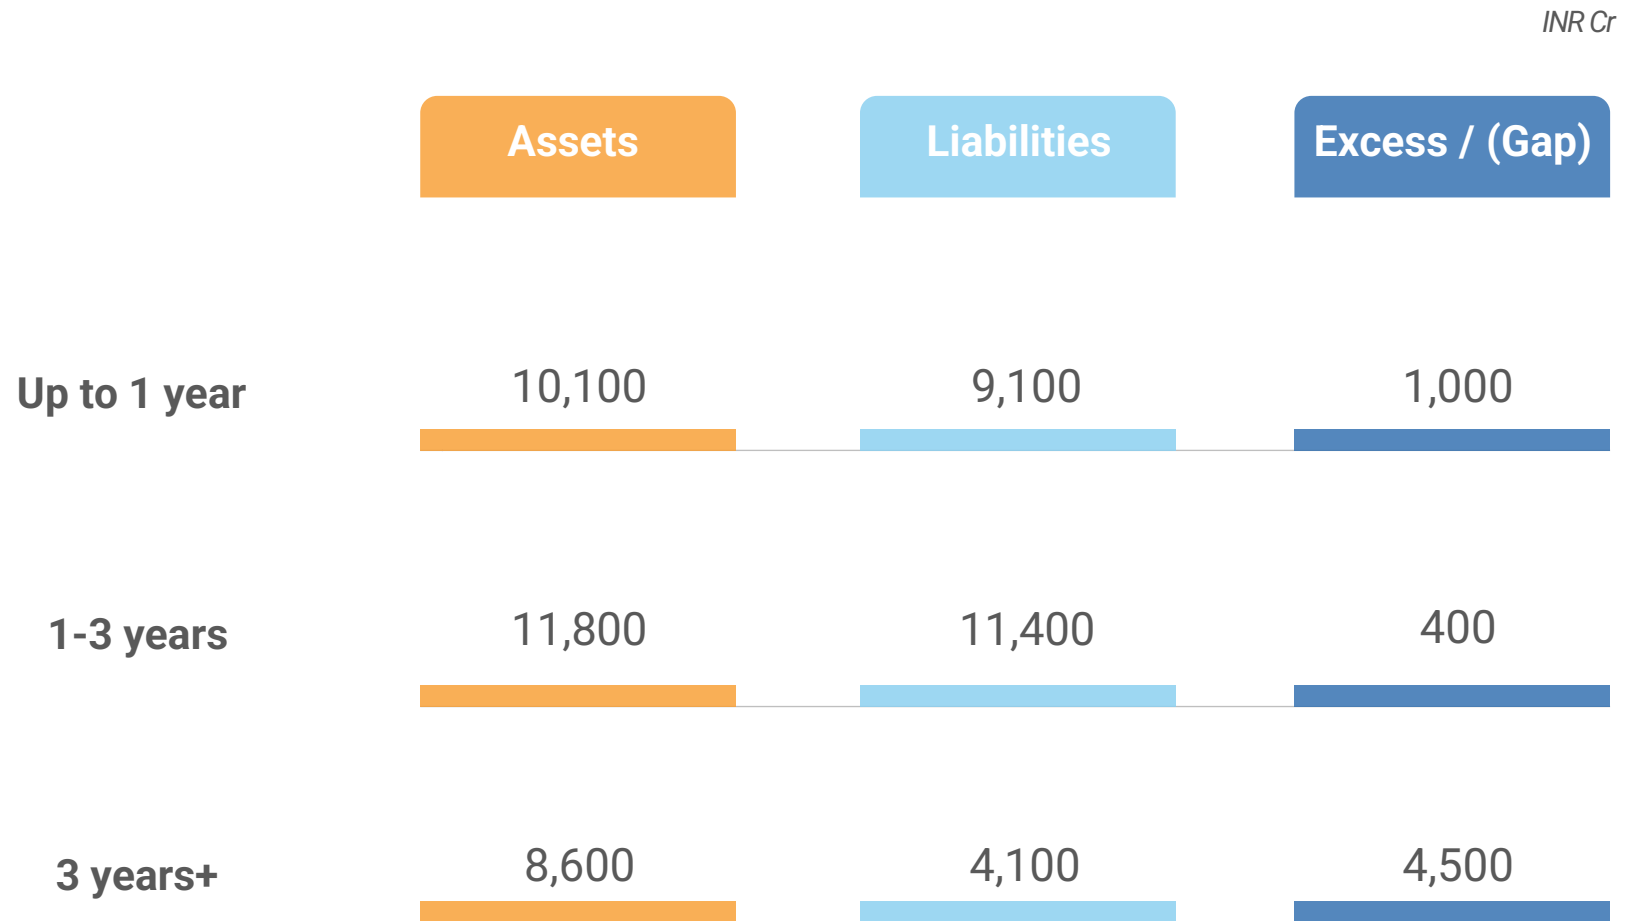 INR Cr
Assets Liabilities Excess / (Gap)
Up to 1 year 10,100 9,100 1,000
1-3 years 11,800 11,400 400
3 years+ 8,600 4,100 4,500